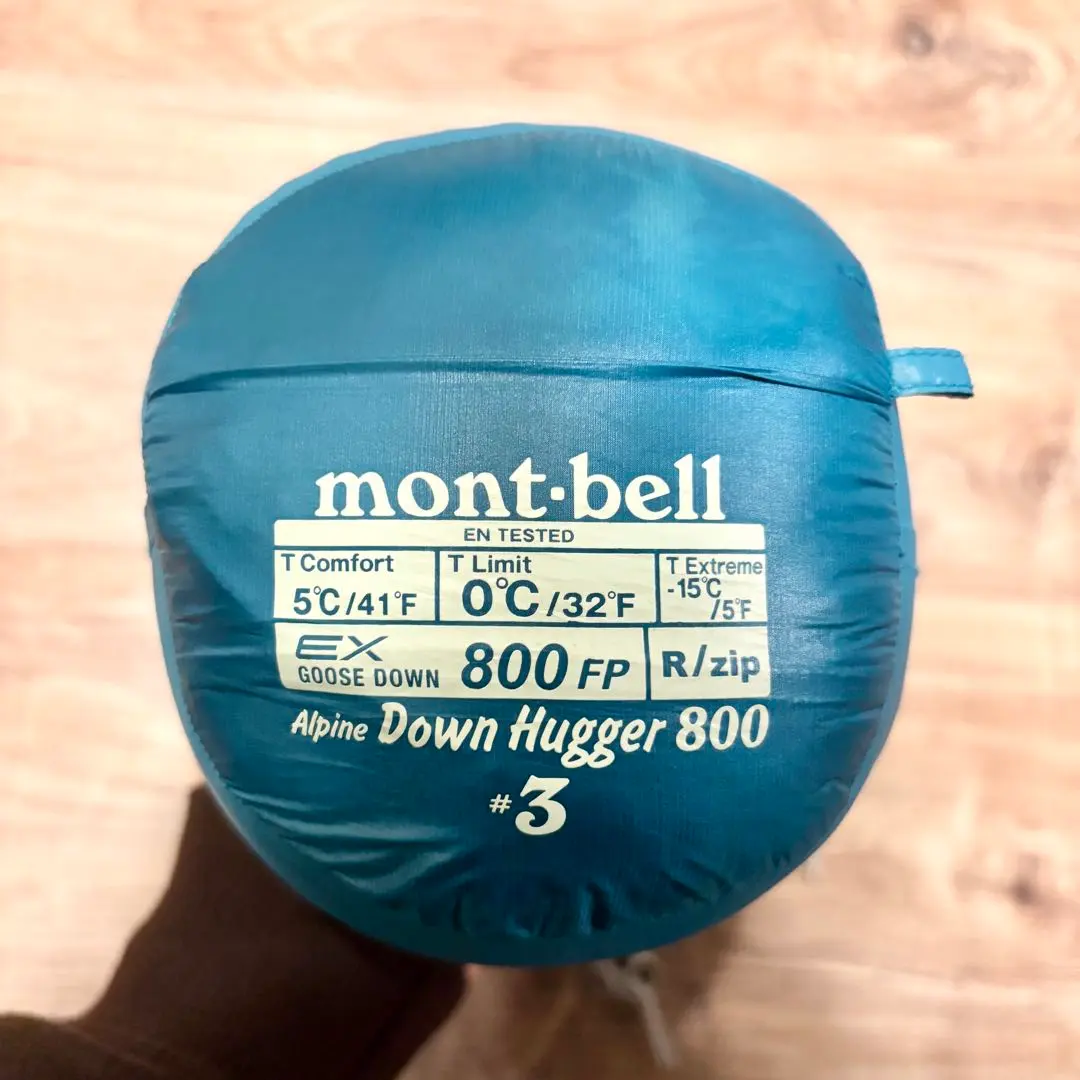 mont·bell
EN TESTED
T Comfort T Limit T Extreme
5℃/41°F 0℃/32°F -15℃/5°F
EX
GOOSE DOWN 800 FP R/zip
Alpine Down Hugger 800
#3